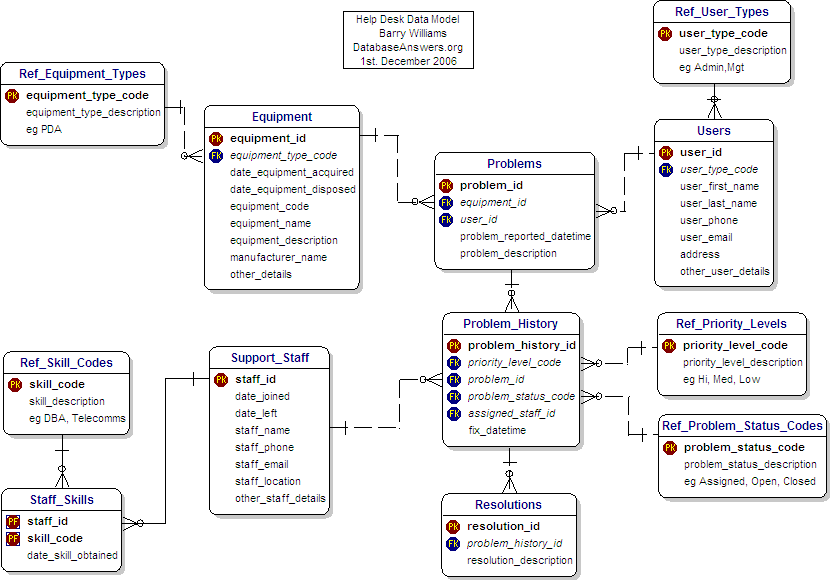 Help Desk Data Model
Barry Williams
DatabaseAnswers.org
1st. December 2006
Ref_User_Types
PK user_type_code
user_type_description
eg Admin,Mgt
Ref_Equipment_Types
PK equipment_type_code
equipment_type_description
eg PDA
Equipment
PK equipment_id
FK equipment_type_code
date_equipment_acquired
date_equipment_disposed
equipment_code
equipment_name
equipment_description
manufacturer_name
other_details
Problems
PK problem_id
FK equipment_id
FK user_id
problem_reported_datetime
problem_description
Users
PK user_id
FK user_type_code
user_first_name
user_last_name
user_phone
user_email
address
other_user_details
Problem_History
PK problem_history_id
FK priority_level_code
FK problem_id
FK problem_status_code
FK assigned_staff_id
fix_datetime
Ref_Priority_Levels
PK priority_level_code
priority_level_description
eg Hi, Med, Low
Ref_Skill_Codes
PK skill_code
skill_description
eg DBA, Telecomms
Support_Staff
PK staff_id
date_joined
date_left
staff_name
staff_phone
staff_email
staff_location
other_staff_details
Ref_Problem_Status_Codes
PK problem_status_code
problem_status_description
eg Assigned, Open, Closed
Staff_Skills
PF staff_id
PF skill_code
date_skill_obtained
Resolutions
PK resolution_id
FK problem_history_id
resolution_description